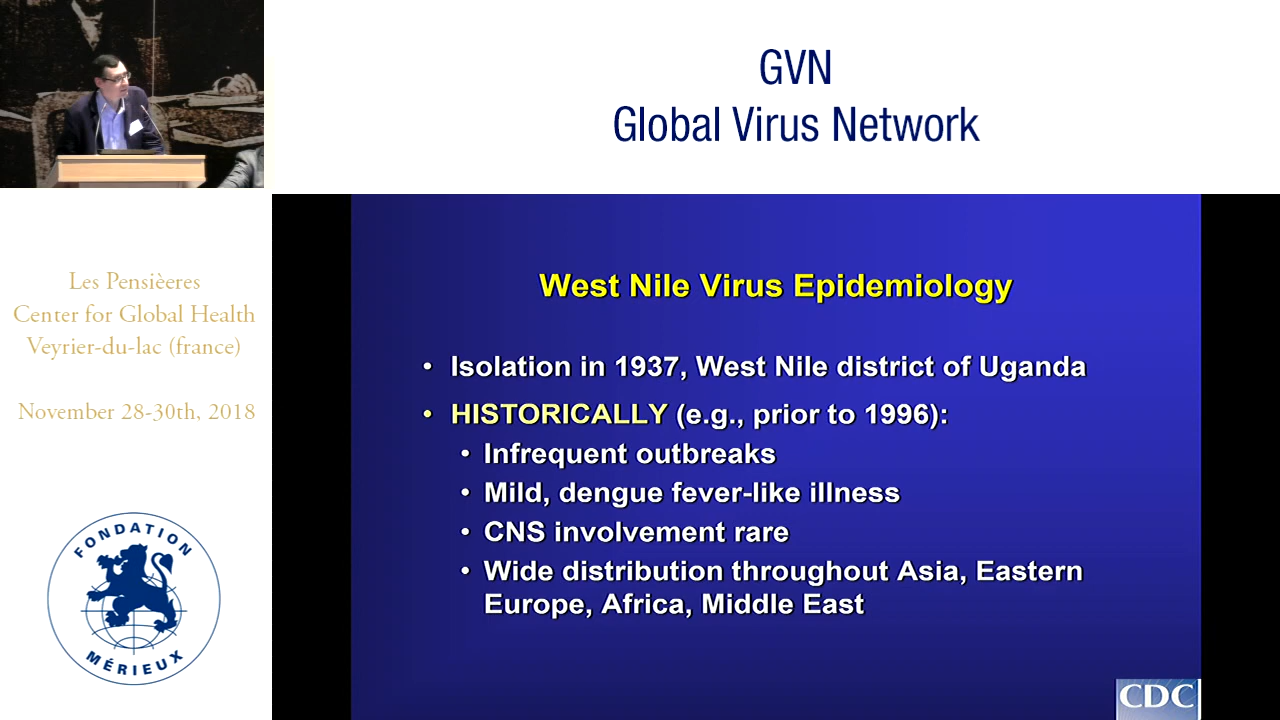 GVN
Global Virus Network
Les Pensièeres
Center for Global Health
Veyrier-du-lac (france)
November 28-30th, 2018
FONDATION
MÉRIEUX
West Nile Virus Epidemiology
• Isolation in 1937, West Nile district of Uganda
• HISTORICALLY (e.g., prior to 1996):
• Infrequent outbreaks
• Mild, dengue fever-like illness
• CNS involvement rare
• Wide distribution throughout Asia, Eastern
Europe, Africa, Middle East
CDC